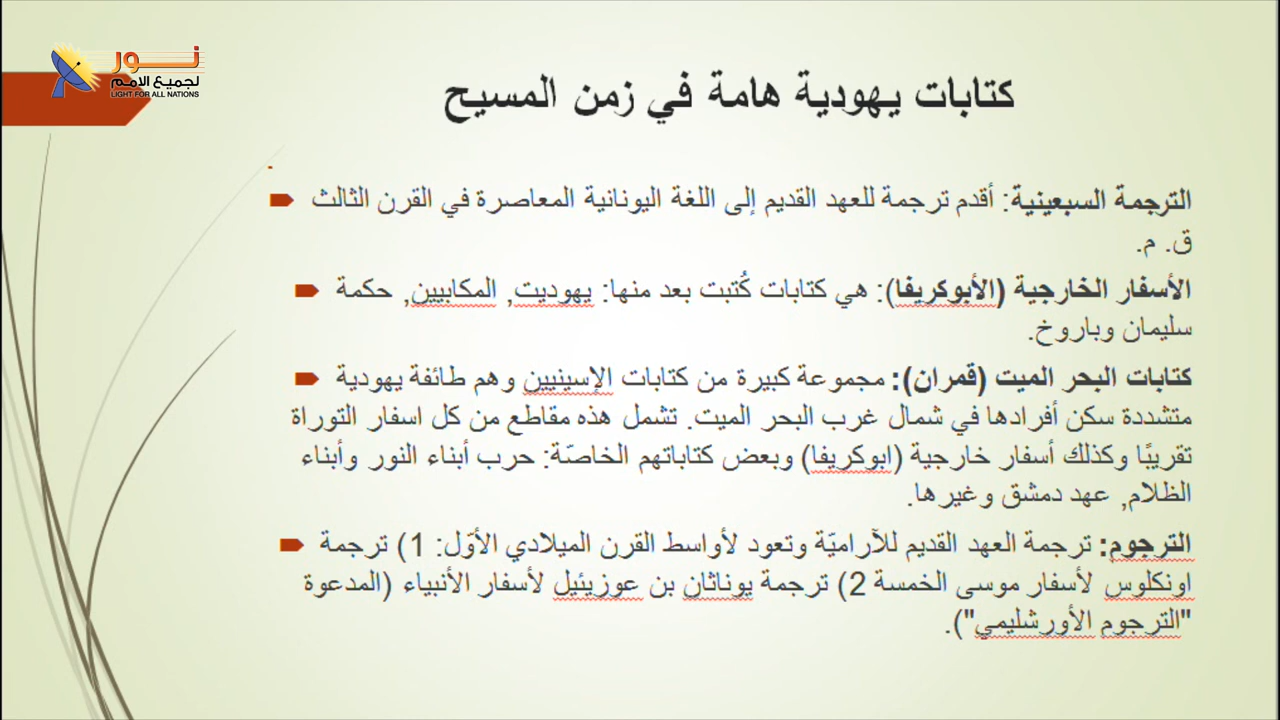 نور
لجميع الامم
LIGHT FOR ALL NATIONS
كتابات يهودية هامة في زمن المسيح
الترجمة السبعينية: أقدم ترجمة للعهد القديم إلى اللغة اليونانية المعاصرة في القرن الثالث
ق. م.
الأسفار الخارجية (الأبوكريفا): هي كتابات كُتبت بعد منها: يهوديت, المكابيين, حكمة
سليمان وباروخ.
كتابات البحر الميت (قمران): مجموعة كبيرة من كتابات الإسينيين وهم طائفة يهودية
متشددة سكن أفرادها في شمال غرب البحر الميت. تشمل هذه مقاطع من كل اسفار التوراة
تقريبًا وكذلك أسفار خارجية (ابوكريفا) وبعض كتاباتهم الخاصّة: حرب أبناء النور وأبناء
الظلام, عهد دمشق وغيرها.
الترجوم: ترجمة العهد القديم للآراميّة وتعود لأواسط القرن الميلادي الأوّل: 1) ترجمة
اونكلوس لأسفار موسى الخمسة 2) ترجمة يوناثان بن عوزيئيل لأسفار الأنبياء (المدعوة
"الترجوم الأورشليمي").